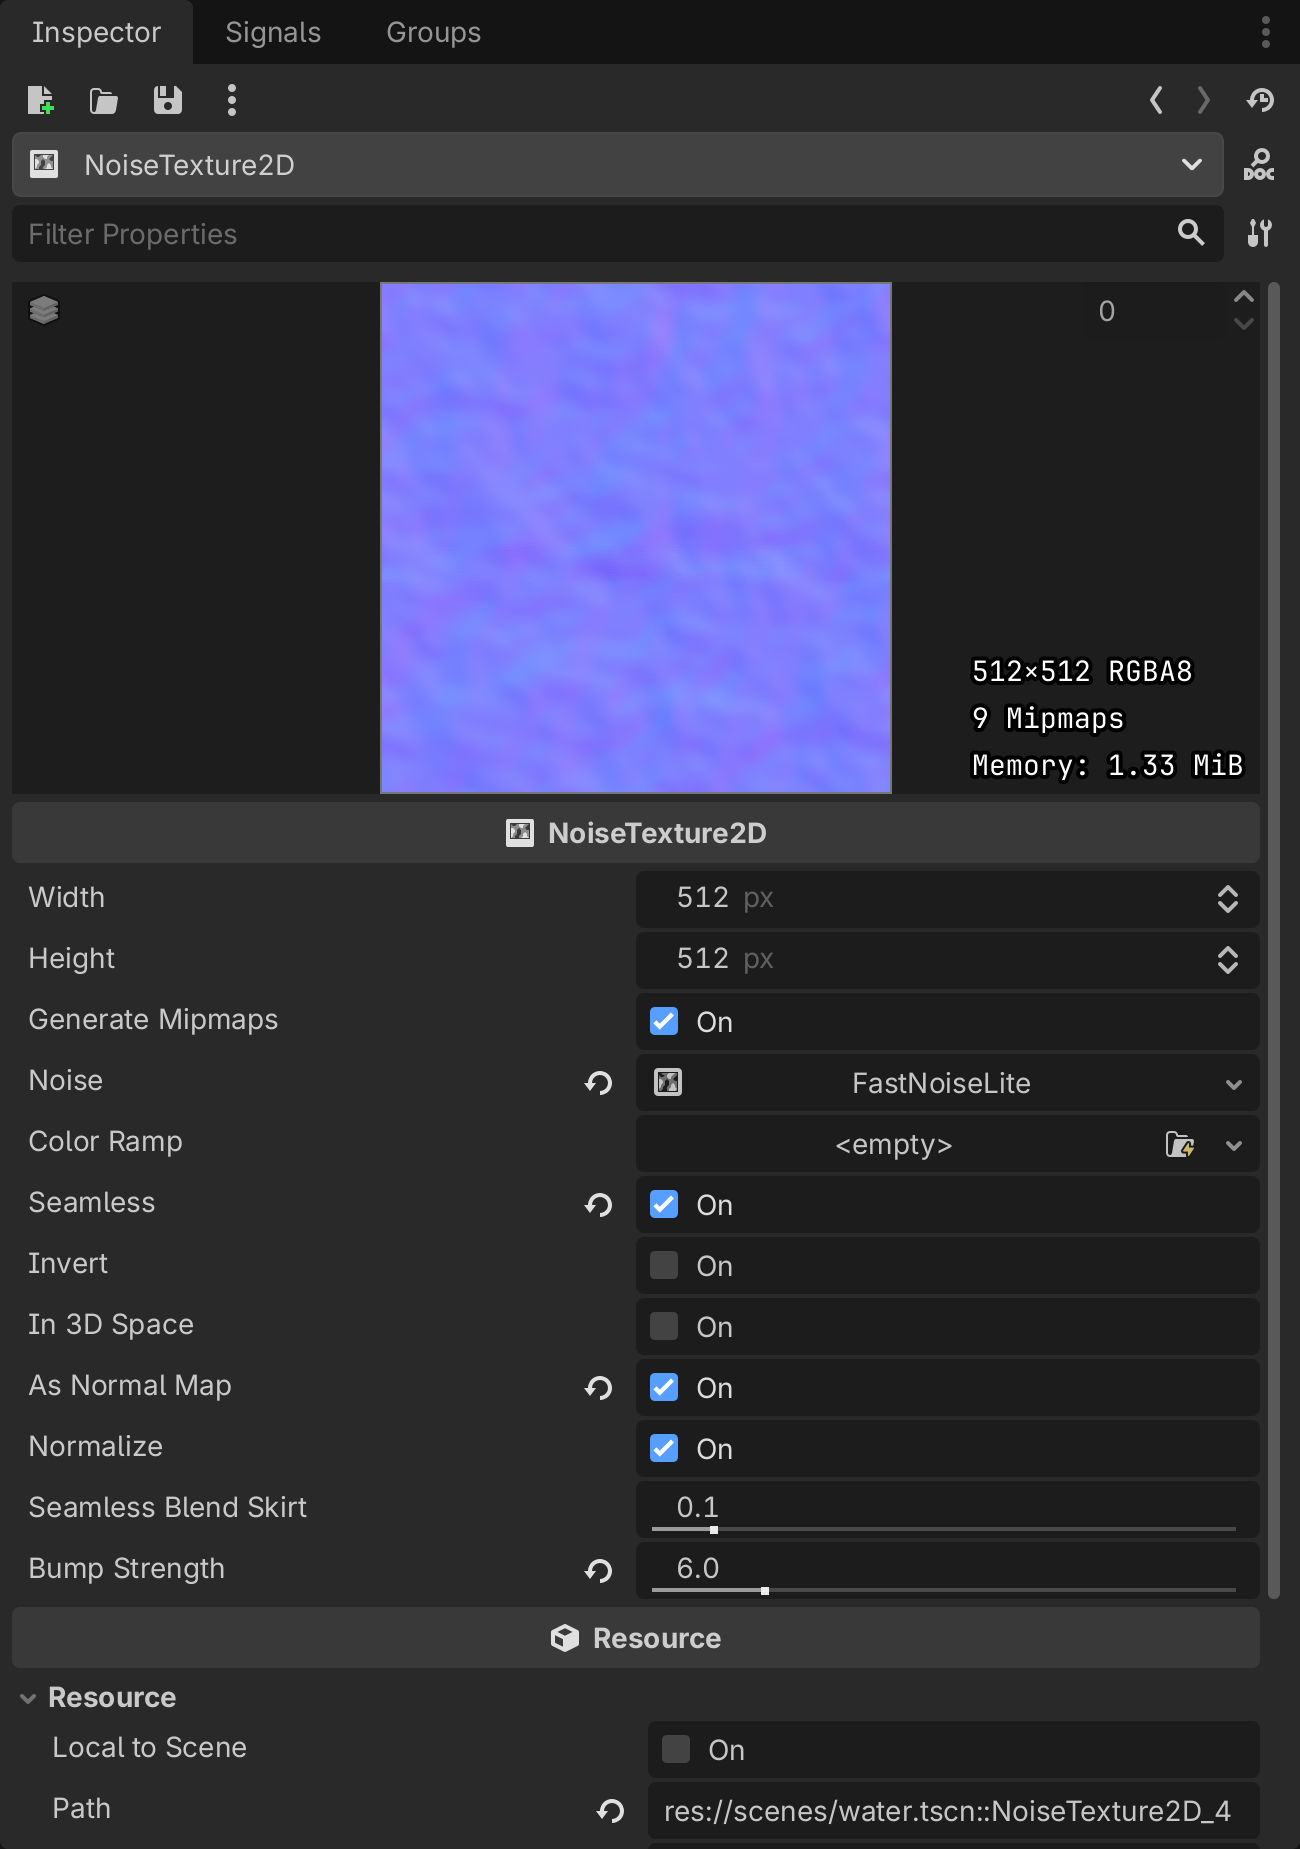 Inspector Signals Groups
NoiseTexture2D
DOC
Filter Properties
0
512×512 RGBA8
9 Mipmaps
Memory: 1.33 MiB
NoiseTexture2D
Width 512 px
Height 512 px
Generate Mipmaps On
Noise FastNoiseLite
Color Ramp <empty>
Seamless On
Invert On
In 3D Space On
As Normal Map On
Normalize On
Seamless Blend Skirt 0.1
Bump Strength 6.0
Resource
Resource
Local to Scene On
Path res://scenes/water.tscn::NoiseTexture2D_4